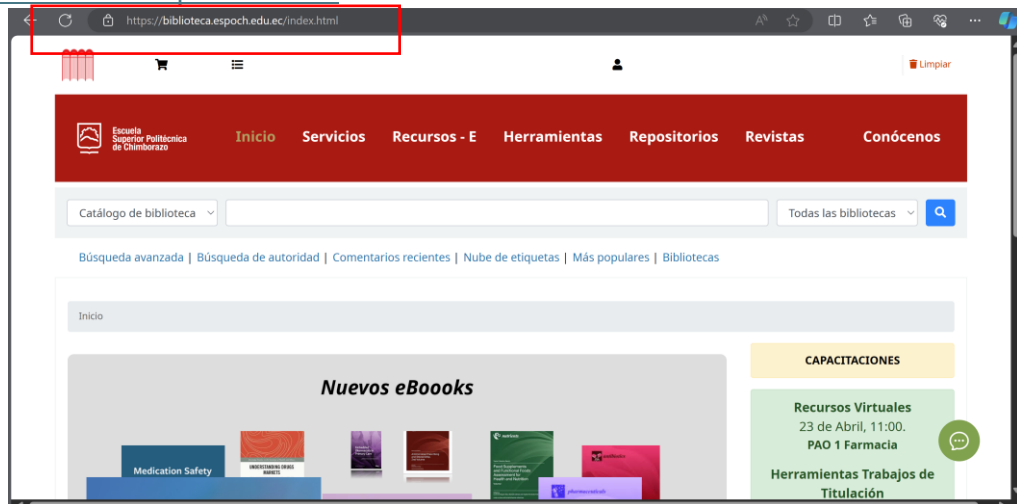 https://biblioteca.espoch.edu.ec/index.html
Limpiar
Escuela
Superior Politécnica
de Chimborazo
Inicio Servicios Recursos - E Herramientas Repositorios Revistas Conócenos
Catálogo de biblioteca Todas las bibliotecas
Búsqueda avanzada | Búsqueda de autoridad | Comentarios recientes | Nube de etiquetas | Más populares | Bibliotecas
Inicio
Nuevos eBoooks
Medication Safety
UNDERSTANDING DRUGS
MARKETS
CAPACITACIONES
Recursos Virtuales
23 de Abril, 11:00.
PAO 1 Farmacia
Herramientas Trabajos de
Titulación